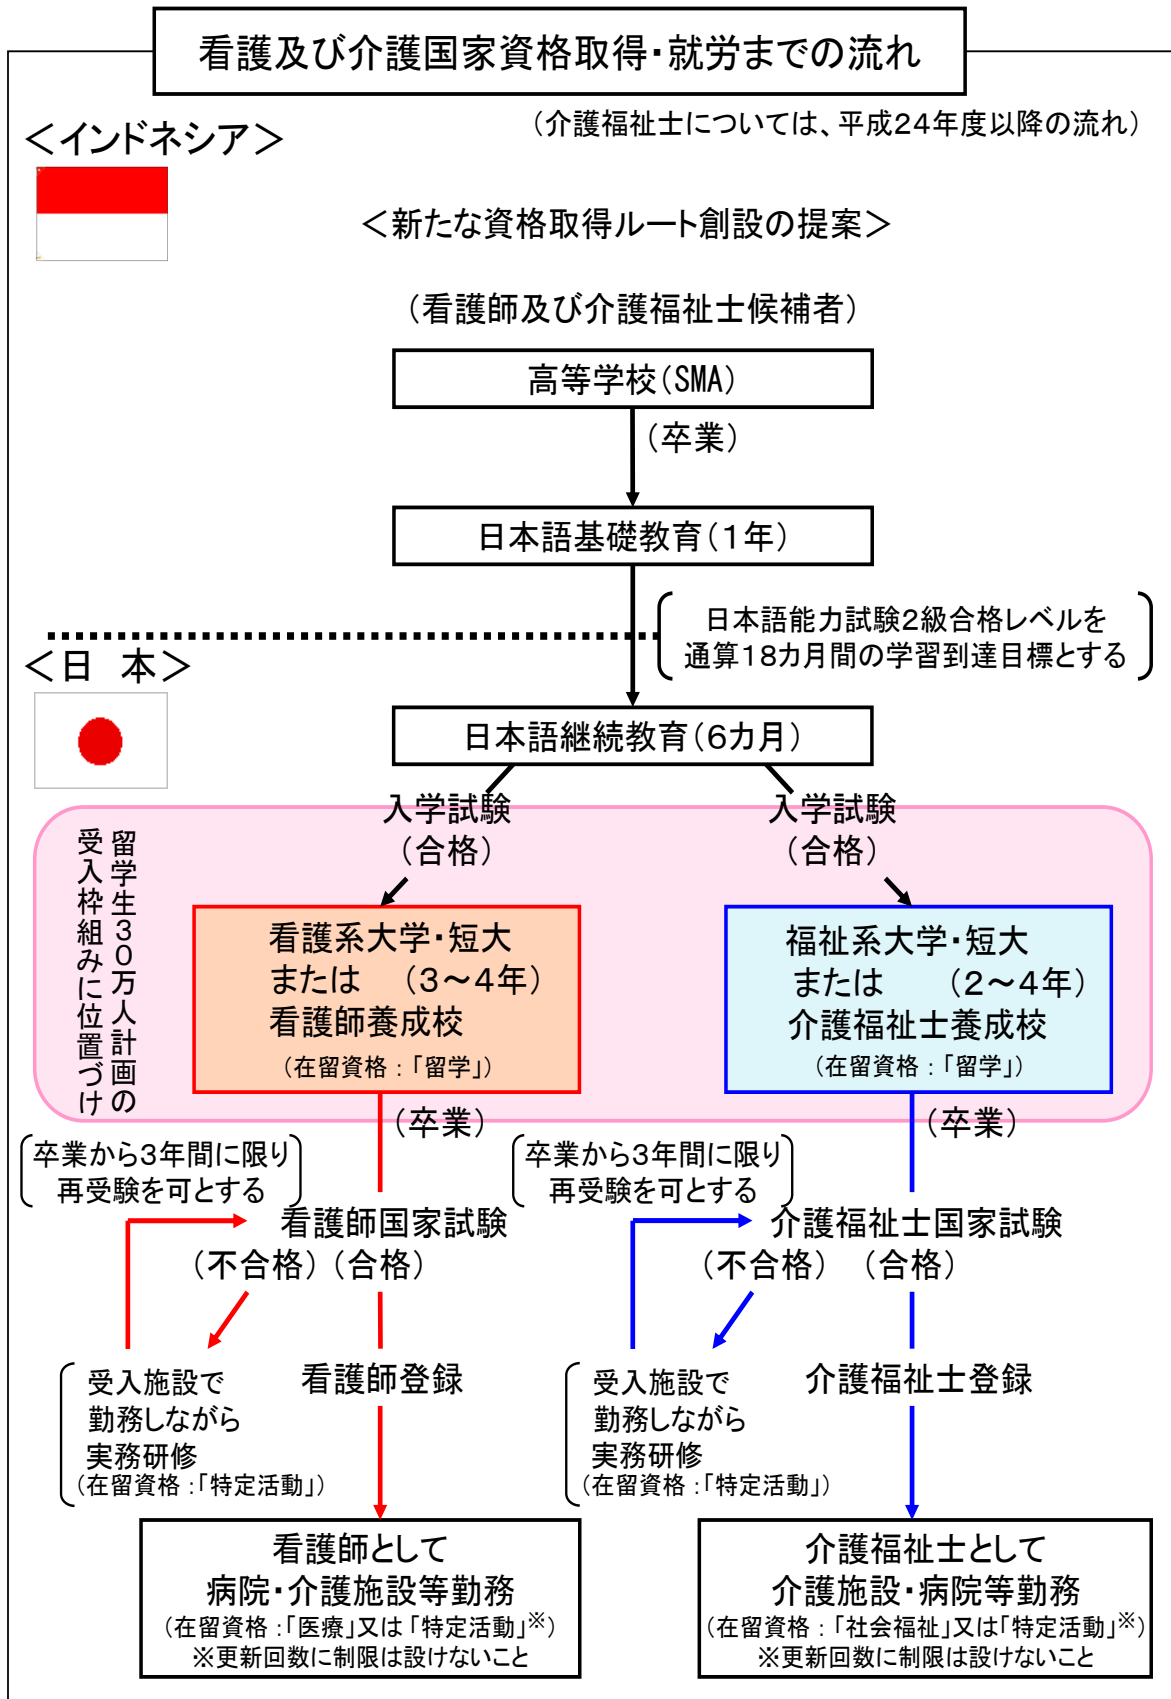 看護及び介護国家資格取得・就労までの流れ
（介護福祉士については、平成２４年度以降の流れ）
＜インドネシア＞
＜新たな資格取得ルート創設の提案＞
（看護師及び介護福祉士候補者）
高等学校（SMA）
（卒業）
日本語基礎教育（１年）
日本語能力試験２級合格レベルを
通算１８カ月間の学習到達目標とする
＜日　本＞
日本語継続教育（６カ月）
入学試験
（合格）
入学試験
（合格）
留学生３０万人計画の
受入枠組みに位置づけ
看護系大学・短大
または　（３～４年）
看護師養成校
（在留資格：「留学」）
福祉系大学・短大
または　（２～４年）
介護福祉士養成校
（在留資格：「留学」）
（卒業）
（卒業）
卒業から３年間に限り
再受験を可とする
卒業から３年間に限り
再受験を可とする
看護師国家試験
（不合格）（合格）
介護福祉士国家試験
（不合格）　（合格）
受入施設で
勤務しながら
実務研修
（在留資格：「特定活動」）
看護師登録
受入施設で
勤務しながら
実務研修
（在留資格：「特定活動」）
介護福祉士登録
看護師として
病院・介護施設等勤務
（在留資格：「医療」又は「特定活動」※）
※更新回数に制限は設けないこと
介護福祉士として
介護施設・病院等勤務
（在留資格：「社会福祉」又は「特定活動」※）
※更新回数に制限は設けないこと